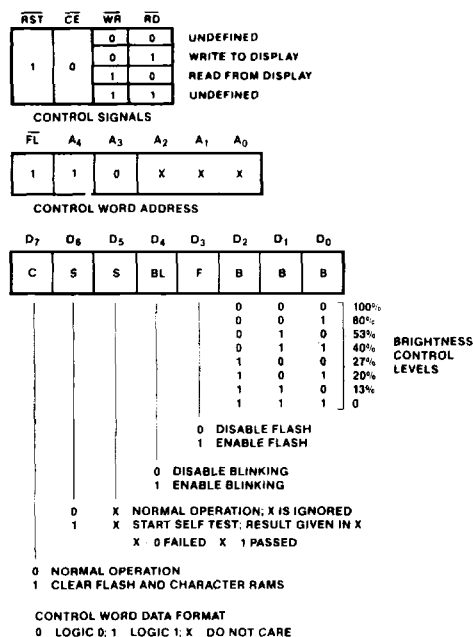 RST CE WR RD
0 0 UNDEFINED
1 0 0 1 WRITE TO DISPLAY
1 0 READ FROM DISPLAY
1 1 UNDEFINED
CONTROL SIGNALS
FL A4 A3 A2 A1 A0
1 1 0 X X X
CONTROL WORD ADDRESS
D7 D6 D5 D4 D3 D2 D1 D0
C S S BL F B B B
0 0 0 100%
0 0 1 80%
0 1 0 53%
0 1 1 40%
1 0 0 27%
1 0 1 20%
1 1 0 13%
1 1 1 0
BRIGHTNESS
CONTROL
LEVELS
0 DISABLE FLASH
1 ENABLE FLASH
0 DISABLE BLINKING
1 ENABLE BLINKING
0 X NORMAL OPERATION; X IS IGNORED
1 X START SELF TEST; RESULT GIVEN IN X
X 0 FAILED X 1 PASSED
0 NORMAL OPERATION
1 CLEAR FLASH AND CHARACTER RAMS
CONTROL WORD DATA FORMAT
0 LOGIC 0; 1 LOGIC 1; X DO NOT CARE